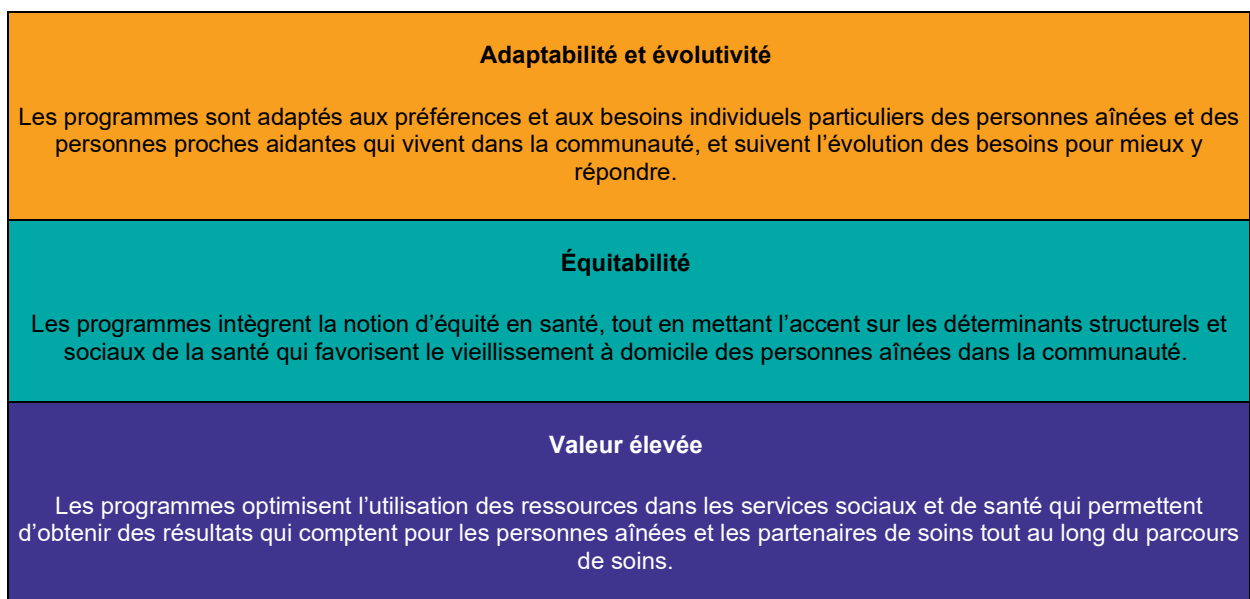 Adaptabilité et évolutivité
Les programmes sont adaptés aux préférences et aux besoins individuels particuliers des personnes aînées et des
personnes proches aidantes qui vivent dans la communauté, et suivent l’évolution des besoins pour mieux y
répondre.
Équitabilité
Les programmes intègrent la notion d’équité en santé, tout en mettant l’accent sur les déterminants structurels et
sociaux de la santé qui favorisent le vieillissement à domicile des personnes aînées dans la communauté.
Valeur élevée
Les programmes optimisent l’utilisation des ressources dans les services sociaux et de santé qui permettent
d’obtenir des résultats qui comptent pour les personnes aînées et les partenaires de soins tout au long du parcours
de soins.